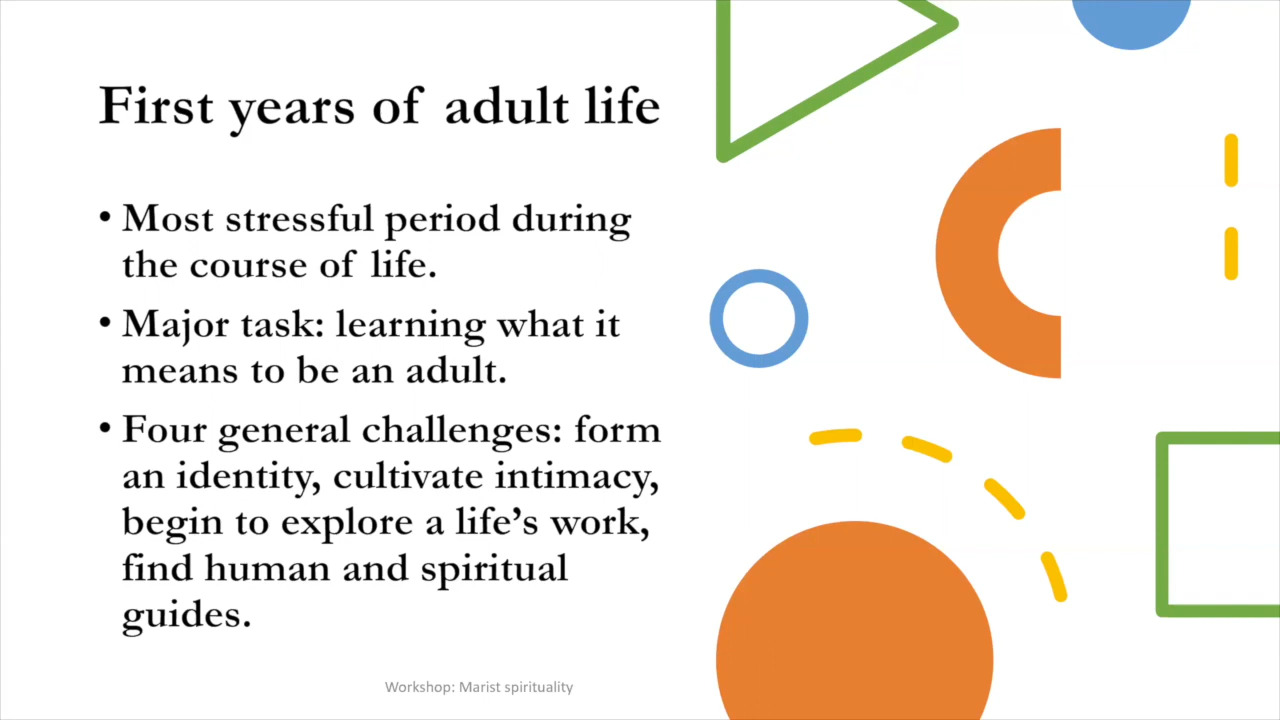 First years of adult life
• Most stressful period during
the course of life.
• Major task: learning what it
means to be an adult.
• Four general challenges: form
an identity, cultivate intimacy,
begin to explore a life’s work,
find human and spiritual
guides.
Workshop: Marist spirituality